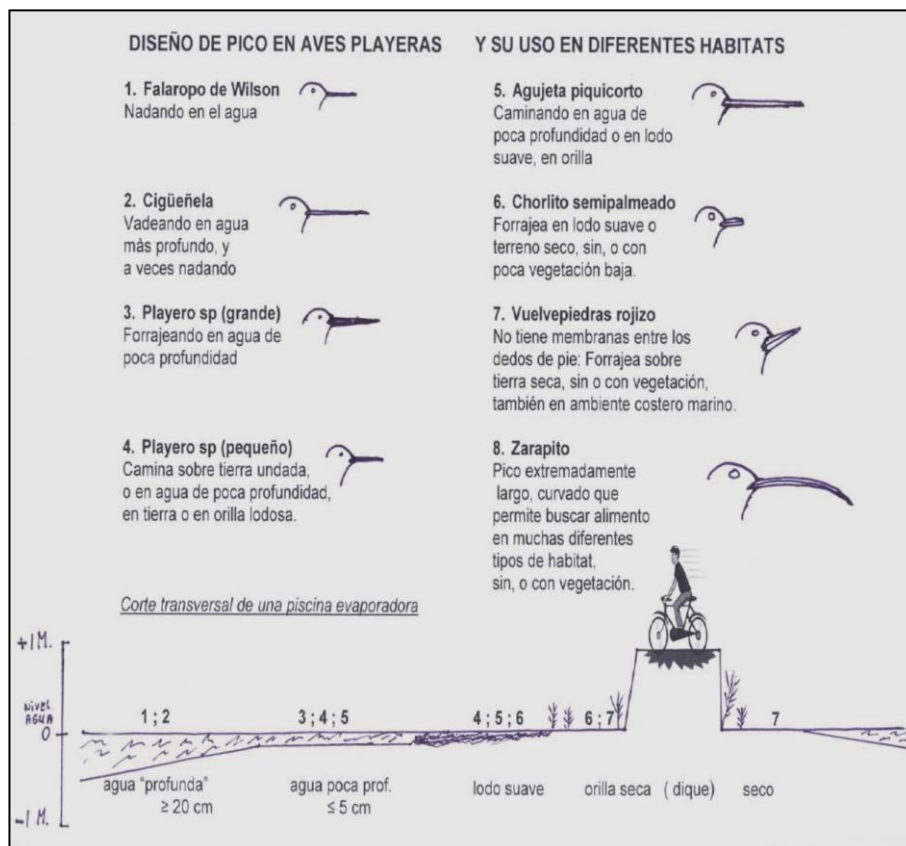 DISEÑO DE PICO EN AVES PLAYERAS Y SU USO EN DIFERENTES HABITATS
1. Falaropo de Wilson
Nadando en el agua
2. Cigüeñela
Vadeando en agua
màs profundo, y
a veces nadando
3. Playero sp (grande)
Forrajeando en agua de
poca profundidad
4. Playero sp (pequeño)
Camina sobre tierra undada,
o en agua de poca profundidad,
en tierra o en orilla lodosa.
5. Agujeta piquicorto
Caminando en agua de
poca profundidad o en lodo
suave, en orilla
6. Chorlito semipalmeado
Forrajea en lodo suave o
terreno seco, sin, o con
poca vegetación baja.
7. Vuelvepiedras rojizo
No tiene membranas entre los
dedos de pie: Forrajea sobre
tierra seca, sin o con vegetación,
también en ambiente costero marino.
8. Zarapito
Pico extremadamente
largo, curvado que
permite buscar alimento
en muchas diferentes
tipos de habitat,
sin, o con vegetación.
Corte transversal de una piscina evaporadora
+1 M.
NIVEL
AGUA
0
-1 M.
1 ; 2 3 ; 4 ; 5 4 ; 5 ; 6 6 ; 7 7
agua "profunda" agua poca prof. lodo suave orilla seca ( dique) seco
≥ 20 cm ≤ 5 cm